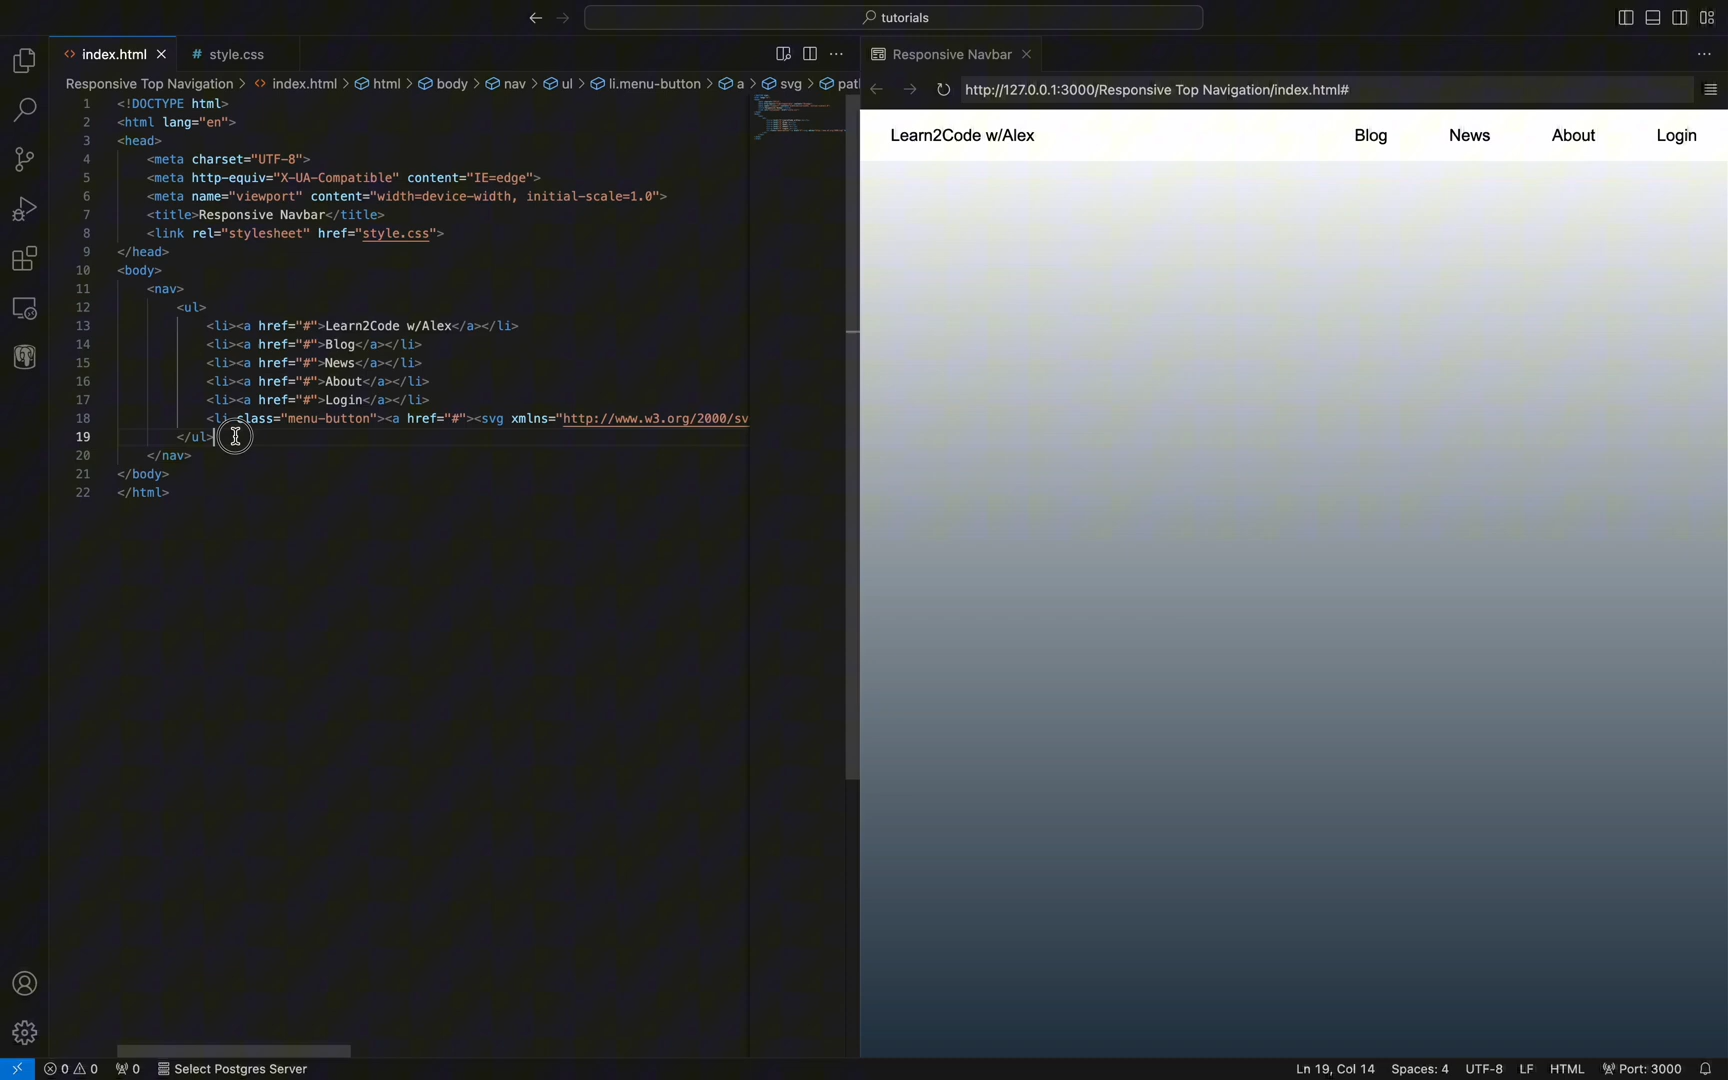 tutorials
index.html
# style.css
Responsive Navbar
Responsive Top Navigation > index.html > html > body > nav > ul > li.menu-button > a > svg > path
http://127.0.0.1:3000/Responsive Top Navigation/index.html#
1 <!DOCTYPE html>
2 <html lang="en">
3 <head>
4 <meta charset="UTF-8">
5 <meta http-equiv="X-UA-Compatible" content="IE=edge">
6 <meta name="viewport" content="width=device-width, initial-scale=1.0">
7 <title>Responsive Navbar</title>
8 <link rel="stylesheet" href="style.css">
9 </head>
10 <body>
11 <nav>
12 <ul>
13 <li><a href="#">Learn2Code w/Alex</a></li>
14 <li><a href="#">Blog</a></li>
15 <li><a href="#">News</a></li>
16 <li><a href="#">About</a></li>
17 <li><a href="#">Login</a></li>
18 <li class="menu-button"><a href="#"><svg xmlns="http://www.w3.org/2000/sv
19 </ul>
20 </nav>
21 </body>
22 </html>
Learn2Code w/Alex Blog News About Login
0 0 0 Select Postgres Server Ln 19, Col 14 Spaces: 4 UTF-8 LF HTML Port: 3000